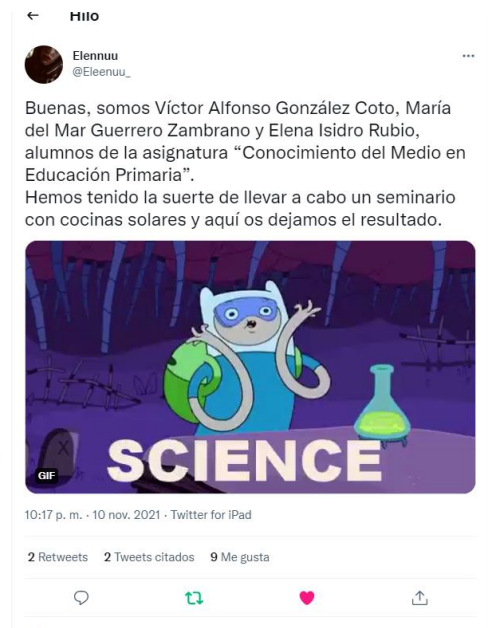 Hilo
Elennuu
@Eleenuu_
Buenas, somos Víctor Alfonso González Coto, María
del Mar Guerrero Zambrano y Elena Isidro Rubio,
alumnos de la asignatura “Conocimiento del Medio en
Educación Primaria”.
Hemos tenido la suerte de llevar a cabo un seminario
con cocinas solares y aquí os dejamos el resultado.
X
SCIENCE
GIF
10:17 p. m. · 10 nov. 2021 · Twitter for iPad
2 Retweets 2 Tweets citados 9 Me gusta